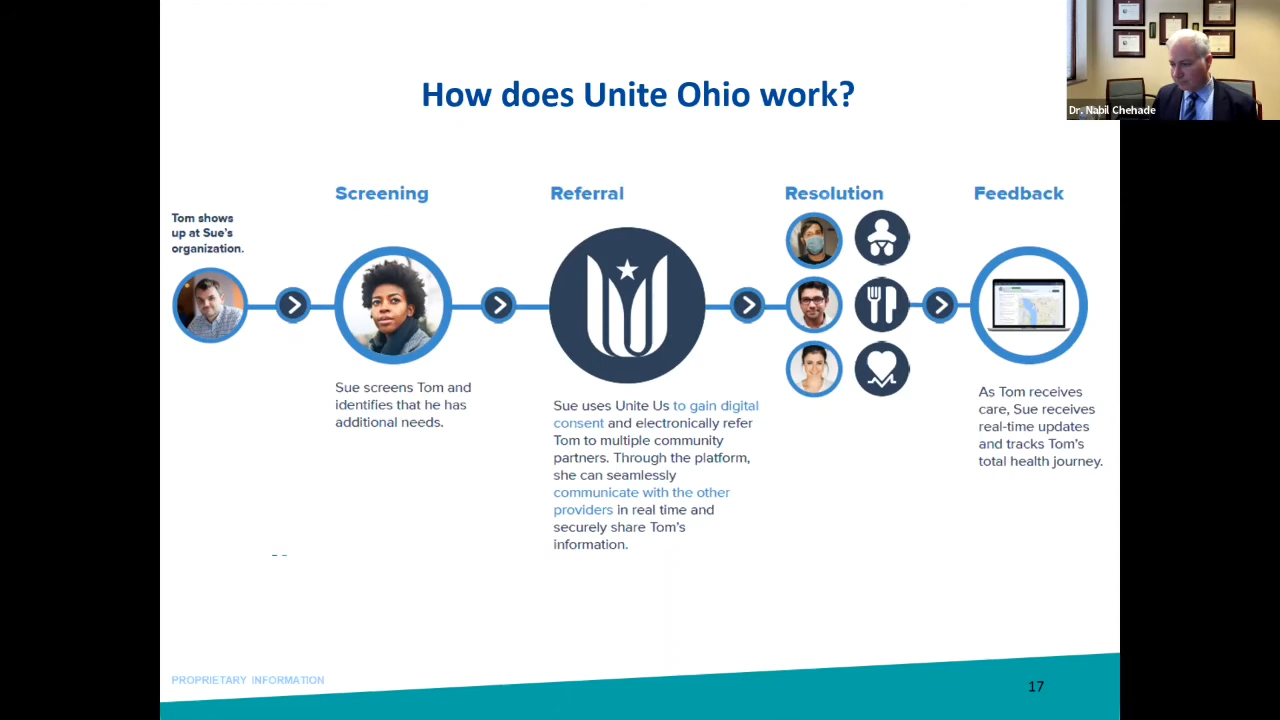 How does Unite Ohio work?
Dr. Nabil Chehade
Tom shows
up at Sue's
organization.
Screening
Sue screens Tom and
identifies that he has
additional needs.
Referral
Sue uses Unite Us to gain digital
consent and electronically refer
Tom to multiple community
partners. Through the platform,
she can seamlessly
communicate with the other
providers in real time and
securely share Tom's
information.
Resolution
Feedback
As Tom receives
care, Sue receives
real-time updates
and tracks Tom's
total health journey.
PROPRIETARY INFORMATION
17